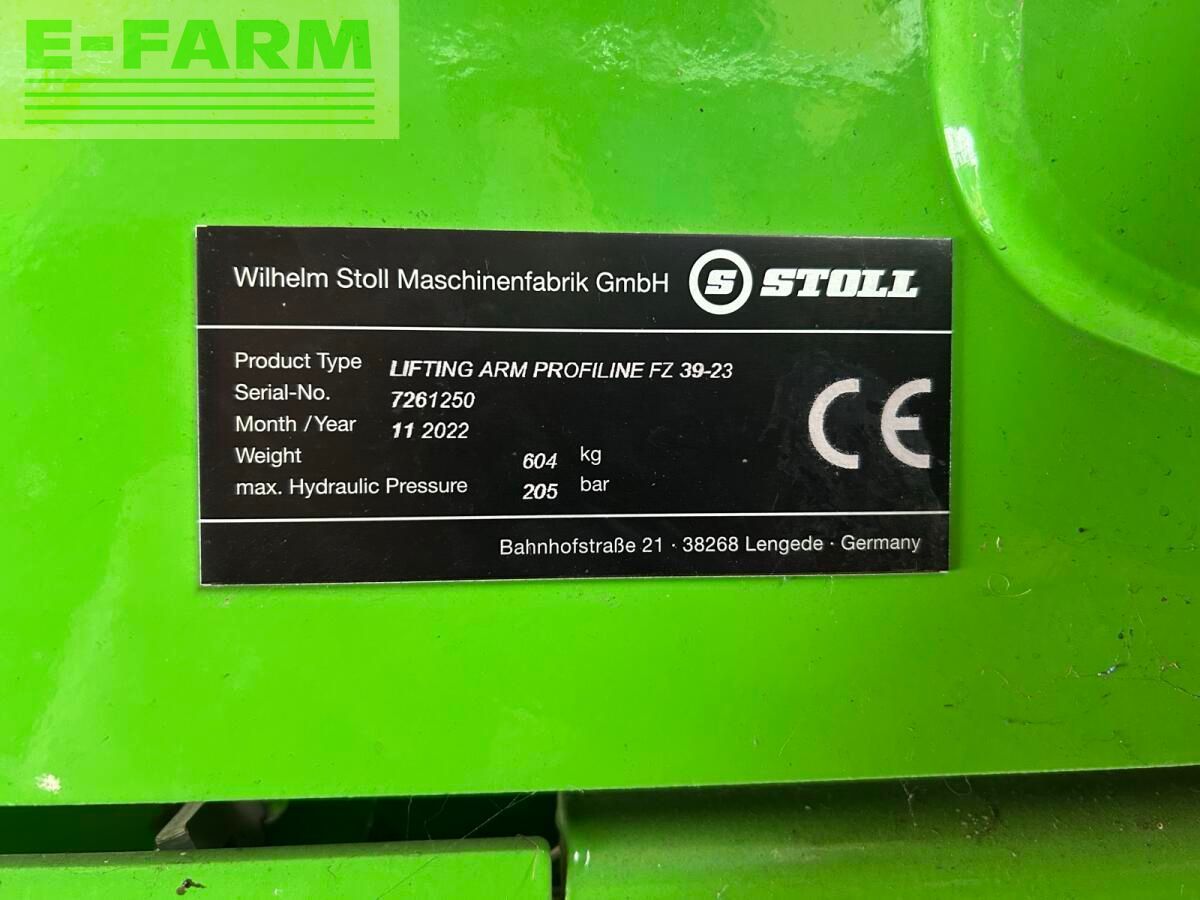 E-FARM
Wilhelm Stoll Maschinenfabrik GmbH S STOLL
Product Type LIFTING ARM PROFILINE FZ 39-23
Serial-No. 7261250
Month /Year 11 2022
Weight 604 kg
max. Hydraulic Pressure 205 bar
CE
Bahnhofstraße 21 · 38268 Lengede · Germany